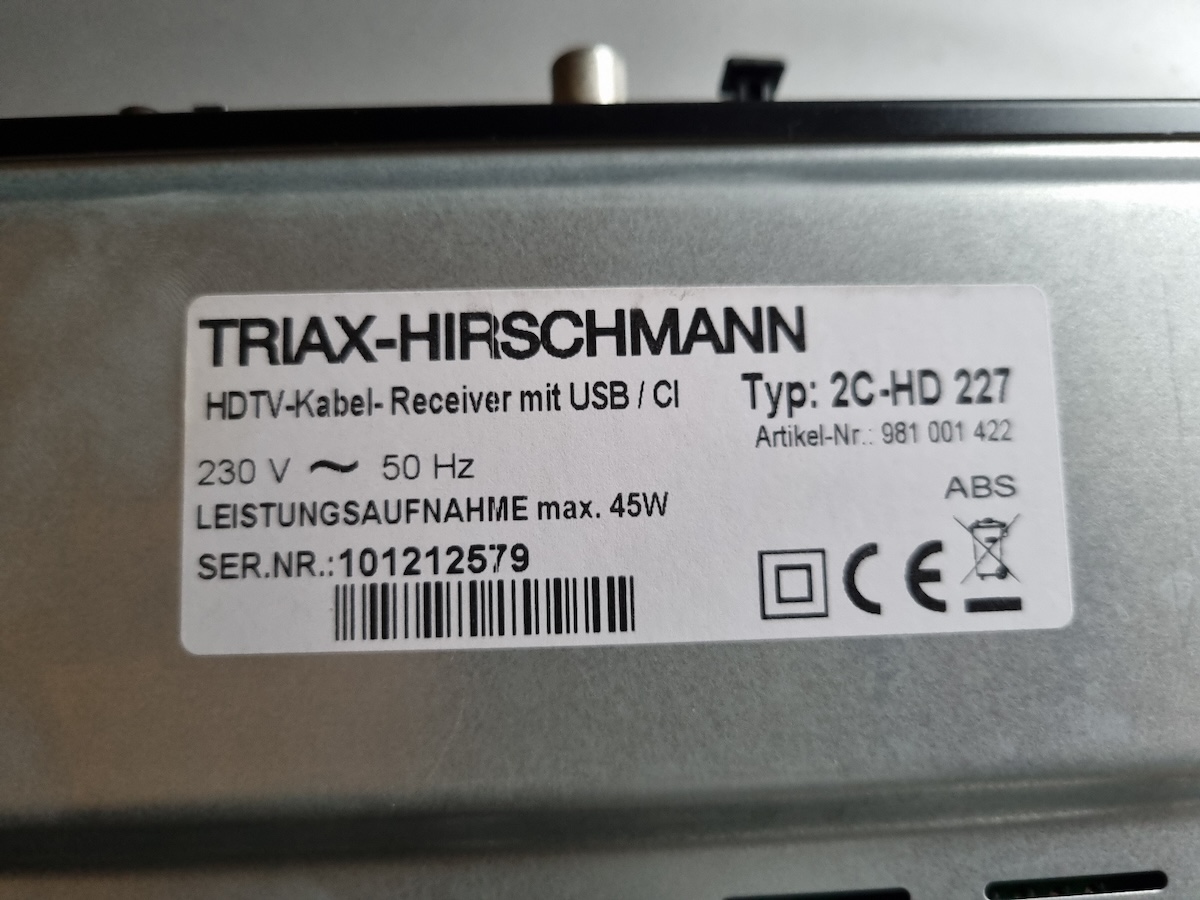 TRIAX-HIRSCHMANN
HDTV-Kabel- Receiver mit USB / CI
Typ: 2C-HD 227
Artikel-Nr.: 981 001 422
230 V ~ 50 Hz
LEISTUNGSAUFNAHME max. 45W
ABS
SER.NR.:101212579
CE